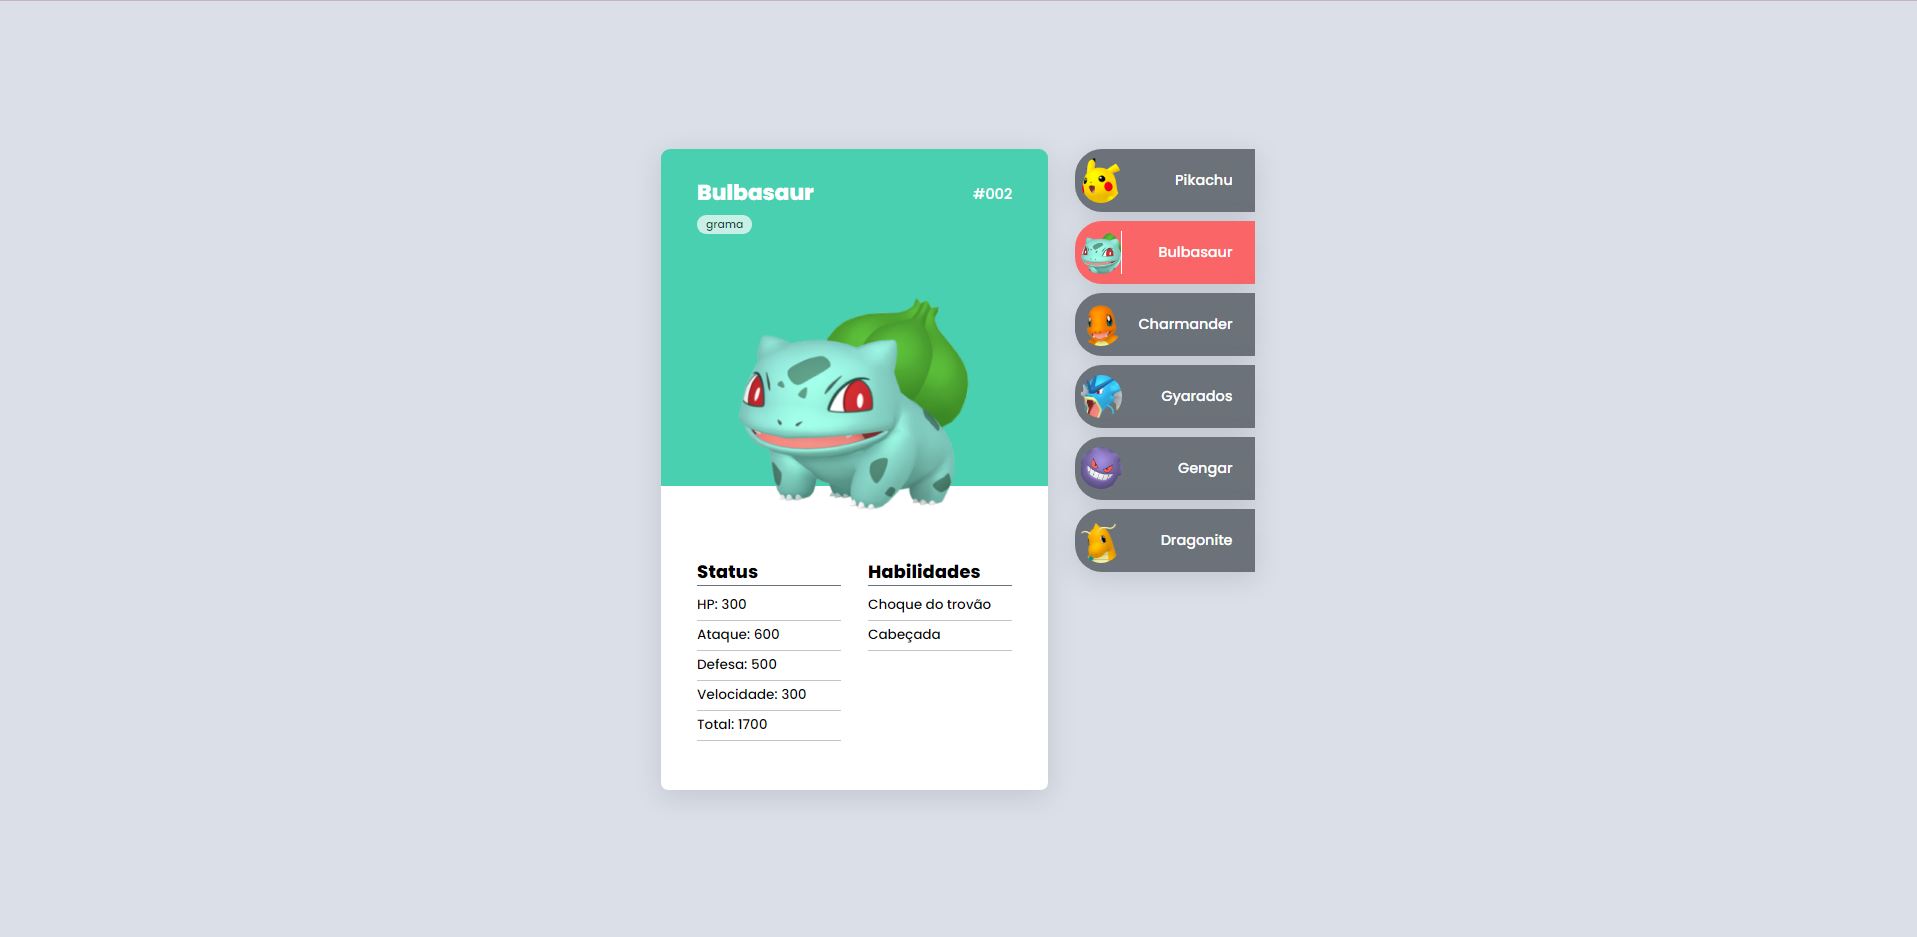 Bulbasaur
#002
grama
Status
HP: 300
Ataque: 600
Defesa: 500
Velocidade: 300
Total: 1700
Habilidades
Choque do trovão
Cabeçada
Pikachu
Bulbasaur
Charmander
Gyarados
Gengar
Dragonite